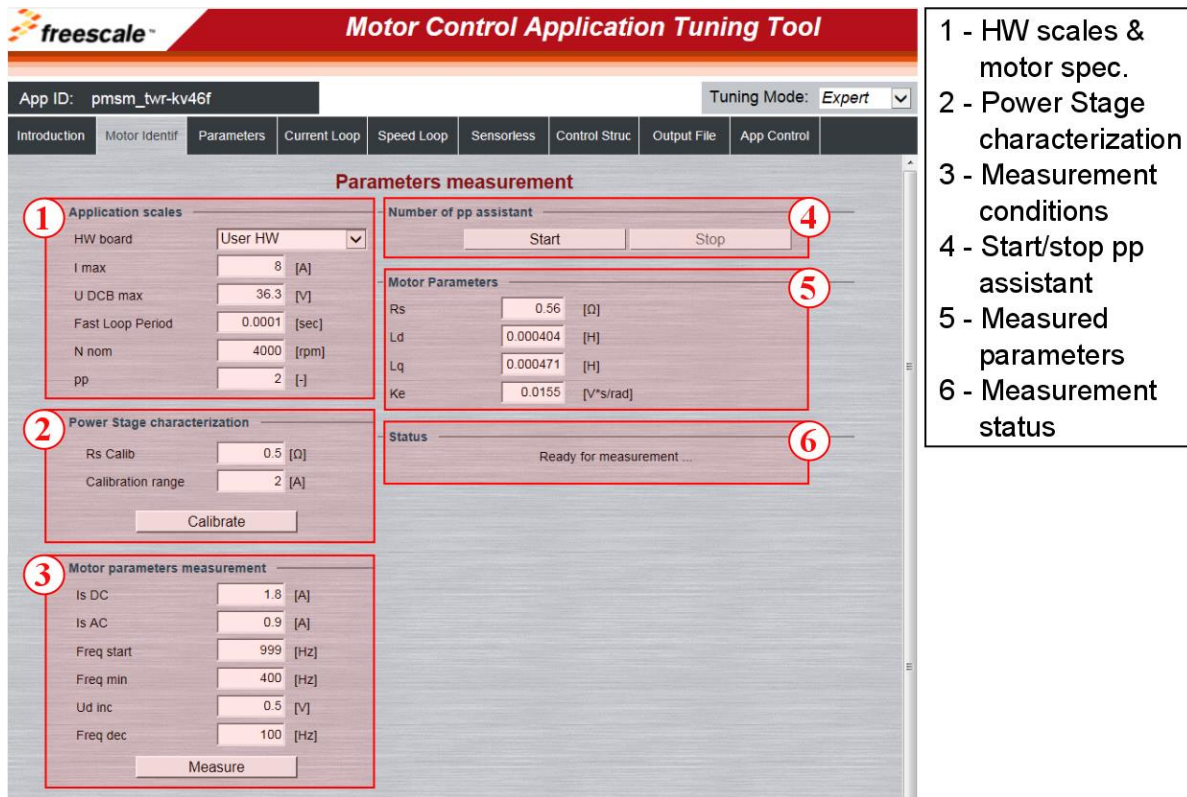 freescale™
Motor Control Application Tuning Tool
App ID: pmsm_twr-kv46f
Tuning Mode: Expert
Introduction Motor Identif Parameters Current Loop Speed Loop Sensorless Control Struc Output File App Control
Parameters measurement
1
Application scales
HW board User HW
I max 8 [A]
U DCB max 36.3 [V]
Fast Loop Period 0.0001 [sec]
N nom 4000 [rpm]
pp 2 [-]
2
Power Stage characterization
Rs Calib 0.5 [Ω]
Calibration range 2 [A]
Calibrate
3
Motor parameters measurement
Is DC 1.8 [A]
Is AC 0.9 [A]
Freq start 999 [Hz]
Freq min 400 [Hz]
Ud inc 0.5 [V]
Freq dec 100 [Hz]
Measure
Number of pp assistant
4
Start Stop
Motor Parameters
5
Rs 0.56 [Ω]
Ld 0.000404 [H]
Lq 0.000471 [H]
Ke 0.0155 [V*s/rad]
Status
6
Ready for measurement ...
1 - HW scales &
motor spec.
2 - Power Stage
characterization
3 - Measurement
conditions
4 - Start/stop pp
assistant
5 - Measured
parameters
6 - Measurement
status